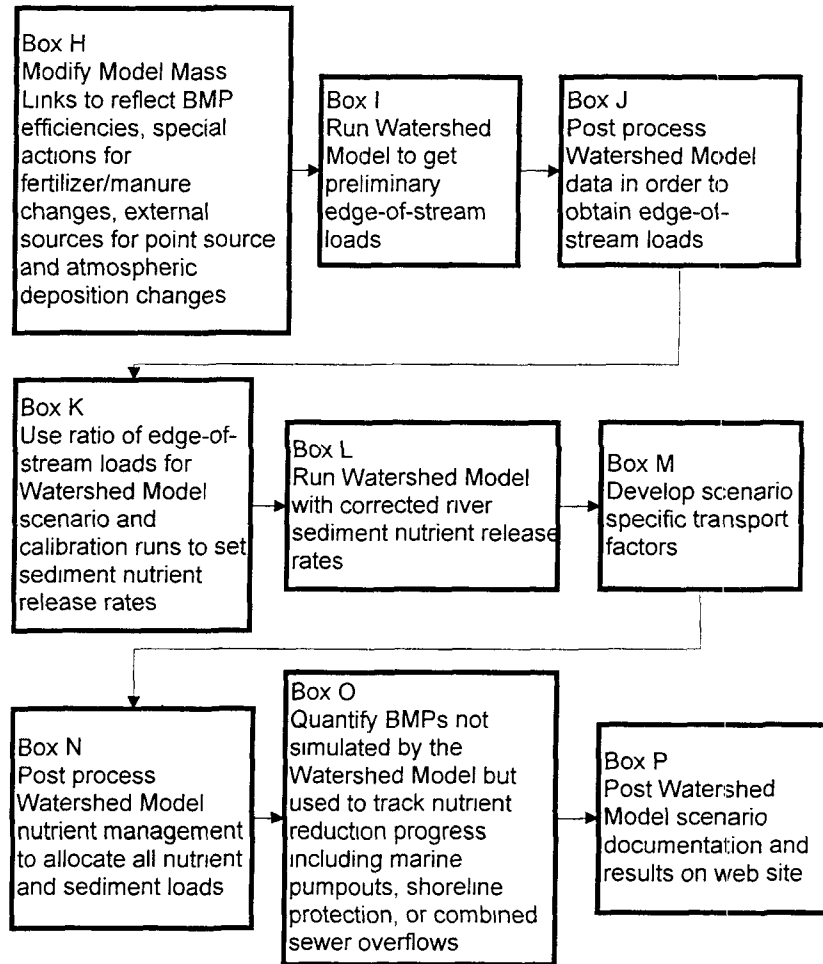 Box H
Modify Model Mass
Links to reflect BMP
efficiencies, special
actions for
fertilizer/manure
changes, external
sources for point source
and atmospheric
deposition changes
Box I
Run Watershed
Model to get
preliminary
edge-of-stream
loads
Box J
Post process
Watershed Model
data in order to
obtain edge-of-
stream loads
Box K
Use ratio of edge-of-
stream loads for
Watershed Model
scenario and
calibration runs to set
sediment nutrient
release rates
Box L
Run Watershed Model
with corrected river
sediment nutrient release
rates
Box M
Develop scenario
specific transport
factors
Box N
Post process
Watershed Model
nutrient management
to allocate all nutrient
and sediment loads
Box O
Quantify BMPs not
simulated by the
Watershed Model but
used to track nutrient
reduction progress
including marine
pumpouts, shoreline
protection, or combined
sewer overflows
Box P
Post Watershed
Model scenario
documentation and
results on web site